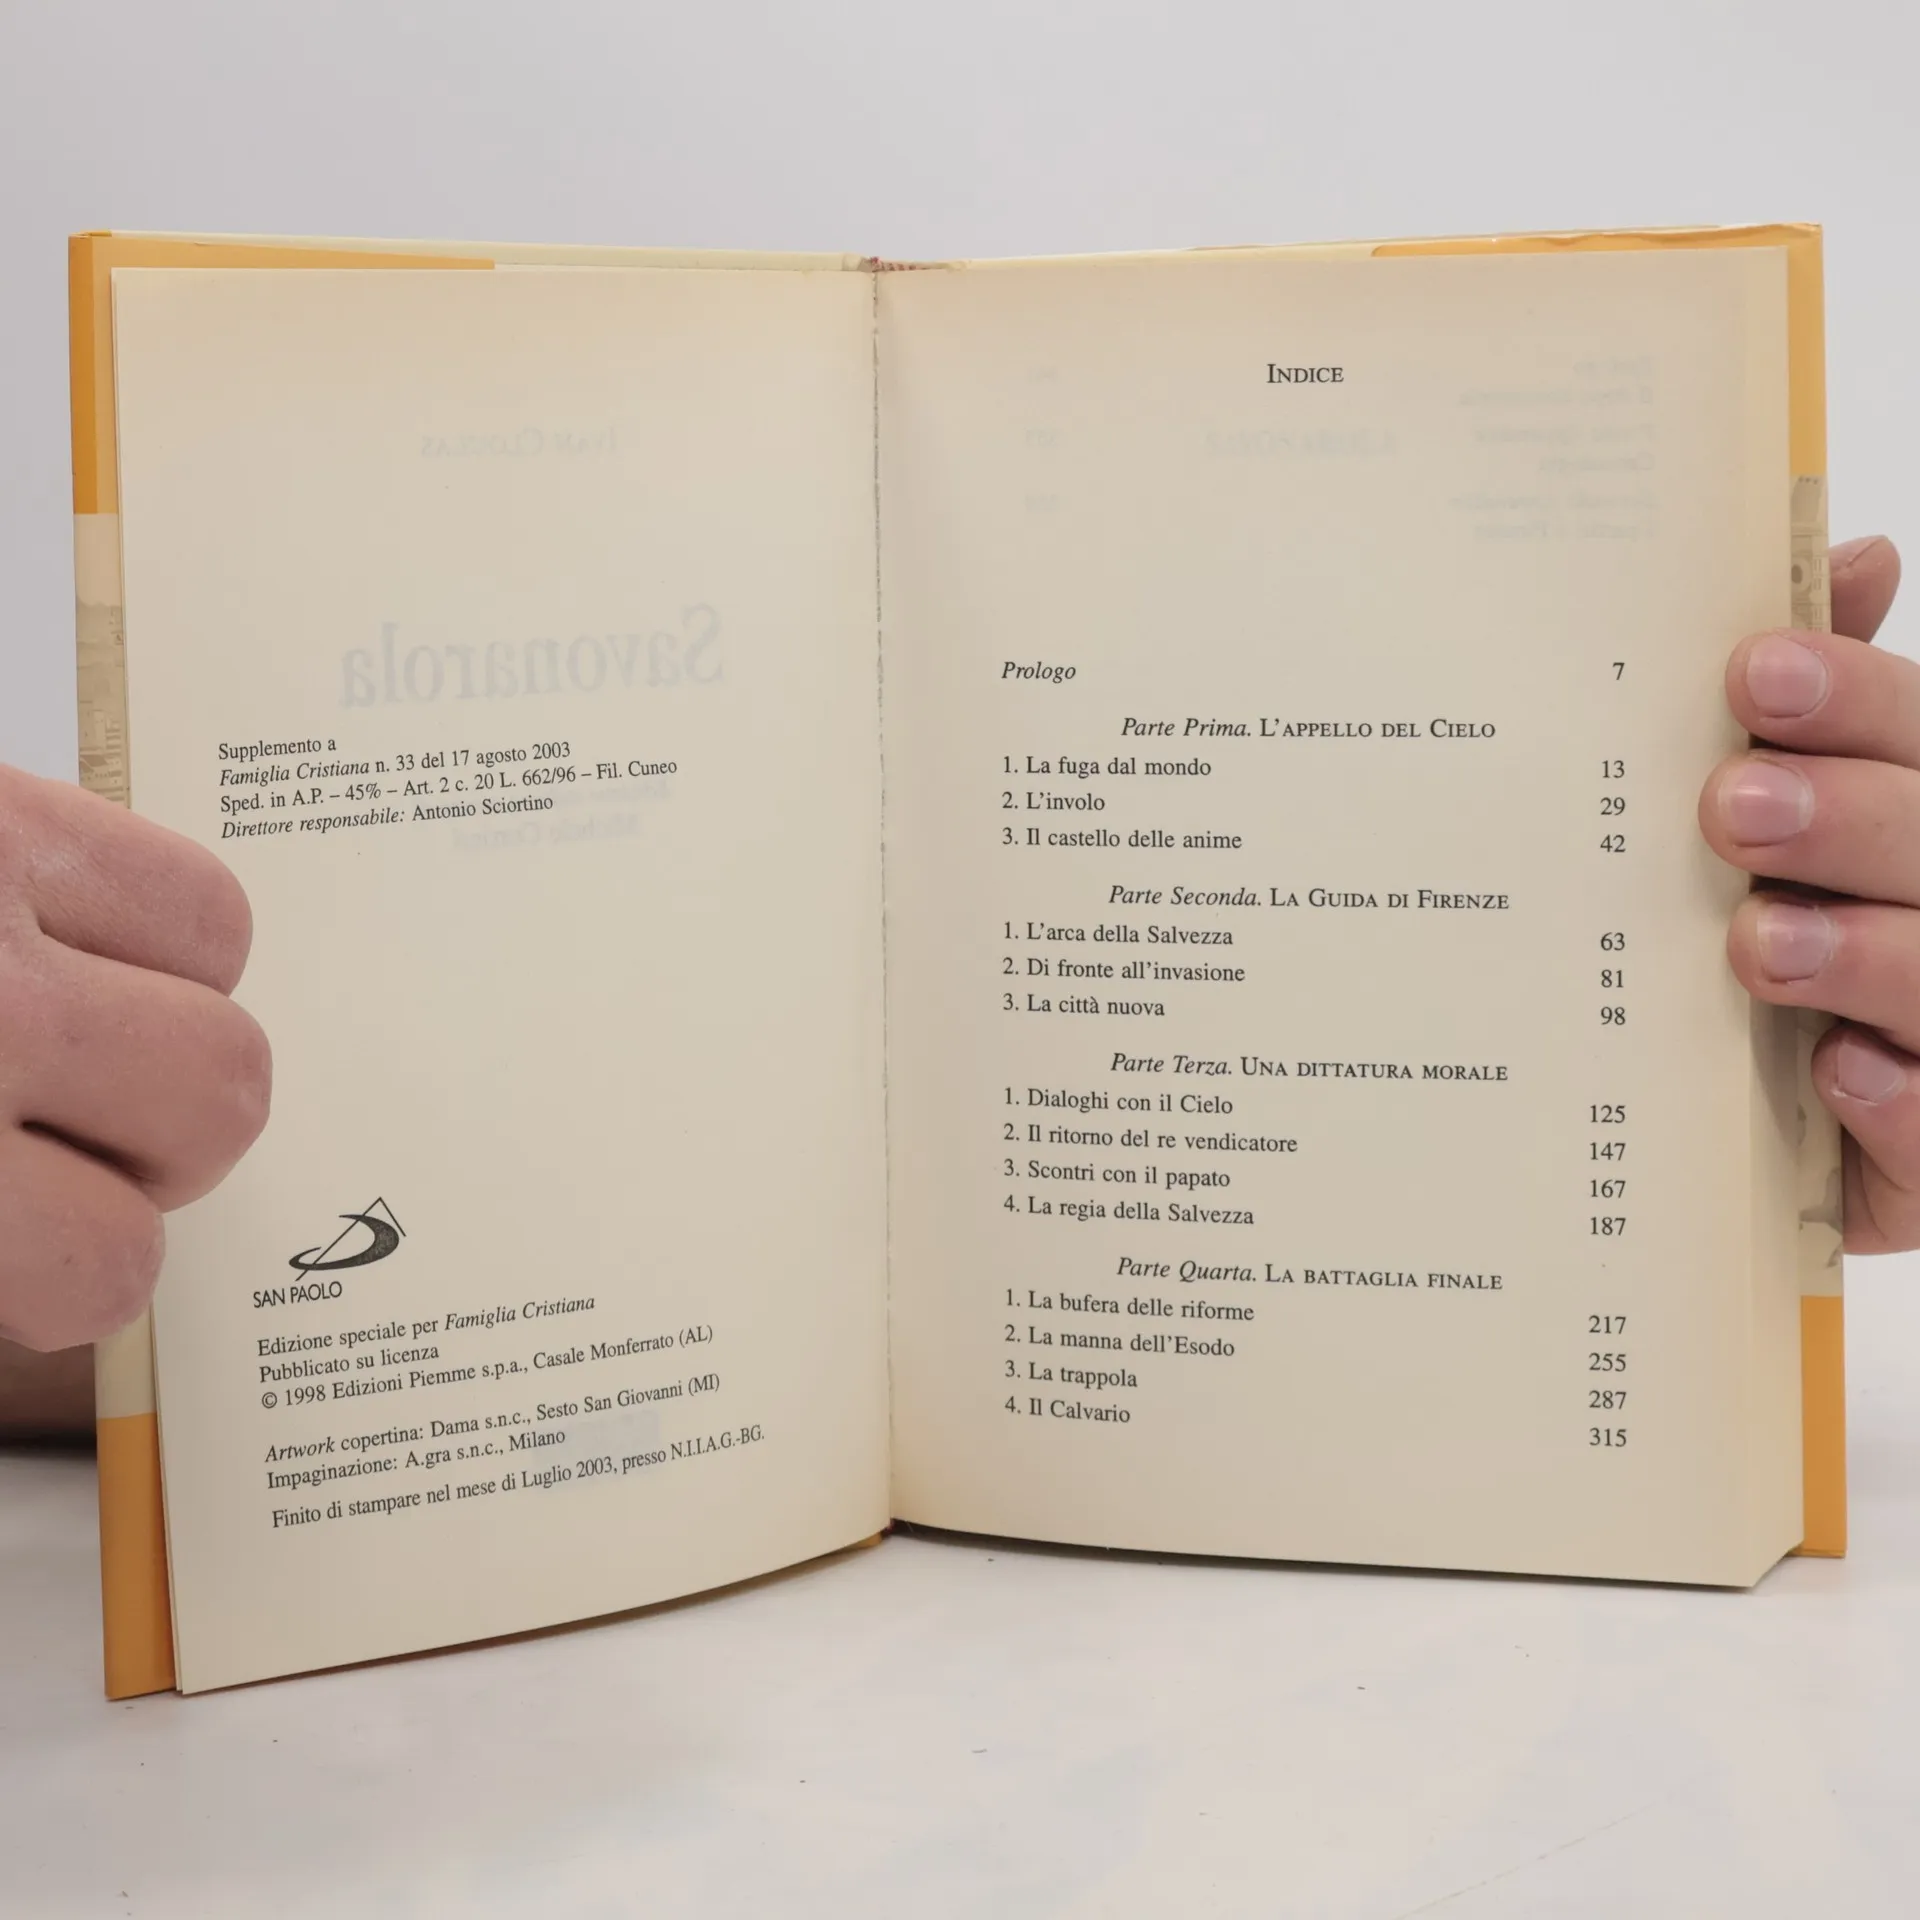 IVAN CLOULAS
Savonarola
Supplemento a
Famiglia Cristiana n. 33 del 17 agosto 2003
Sped. in A.P. – 45% – Art. 2 c. 20 L. 662/96 – Fil. Cuneo
Direttore responsabile: Antonio Sciortino
SAN PAOLO
Edizione speciale per Famiglia Cristiana
Pubblicato su licenza
© 1998 Edizioni Piemme s.p.a., Casale Monferrato (AL)
Artwork copertina: Dama s.n.c., Sesto San Giovanni (MI)
Impaginazione: A.gra s.n.c., Milano
Finito di stampare nel mese di Luglio 2003, presso N.I.I.A.G.-BG.
INDICE
Prologo 7
Parte Prima. L'APPELLO DEL CIELO
1. La fuga dal mondo 13
2. L'involo 29
3. Il castello delle anime 42
Parte Seconda. LA GUIDA DI FIRENZE
1. L'arca della Salvezza 63
2. Di fronte all'invasione 81
3. La città nuova 98
Parte Terza. UNA DITTATURA MORALE
1. Dialoghi con il Cielo 125
2. Il ritorno del re vendicatore 147
3. Scontri con il papato 167
4. La regia della Salvezza 187
Parte Quarta. LA BATTAGLIA FINALE
1. La bufera delle riforme 217
2. La manna dell'Esodo 255
3. La trappola 287
4. Il Calvario 315